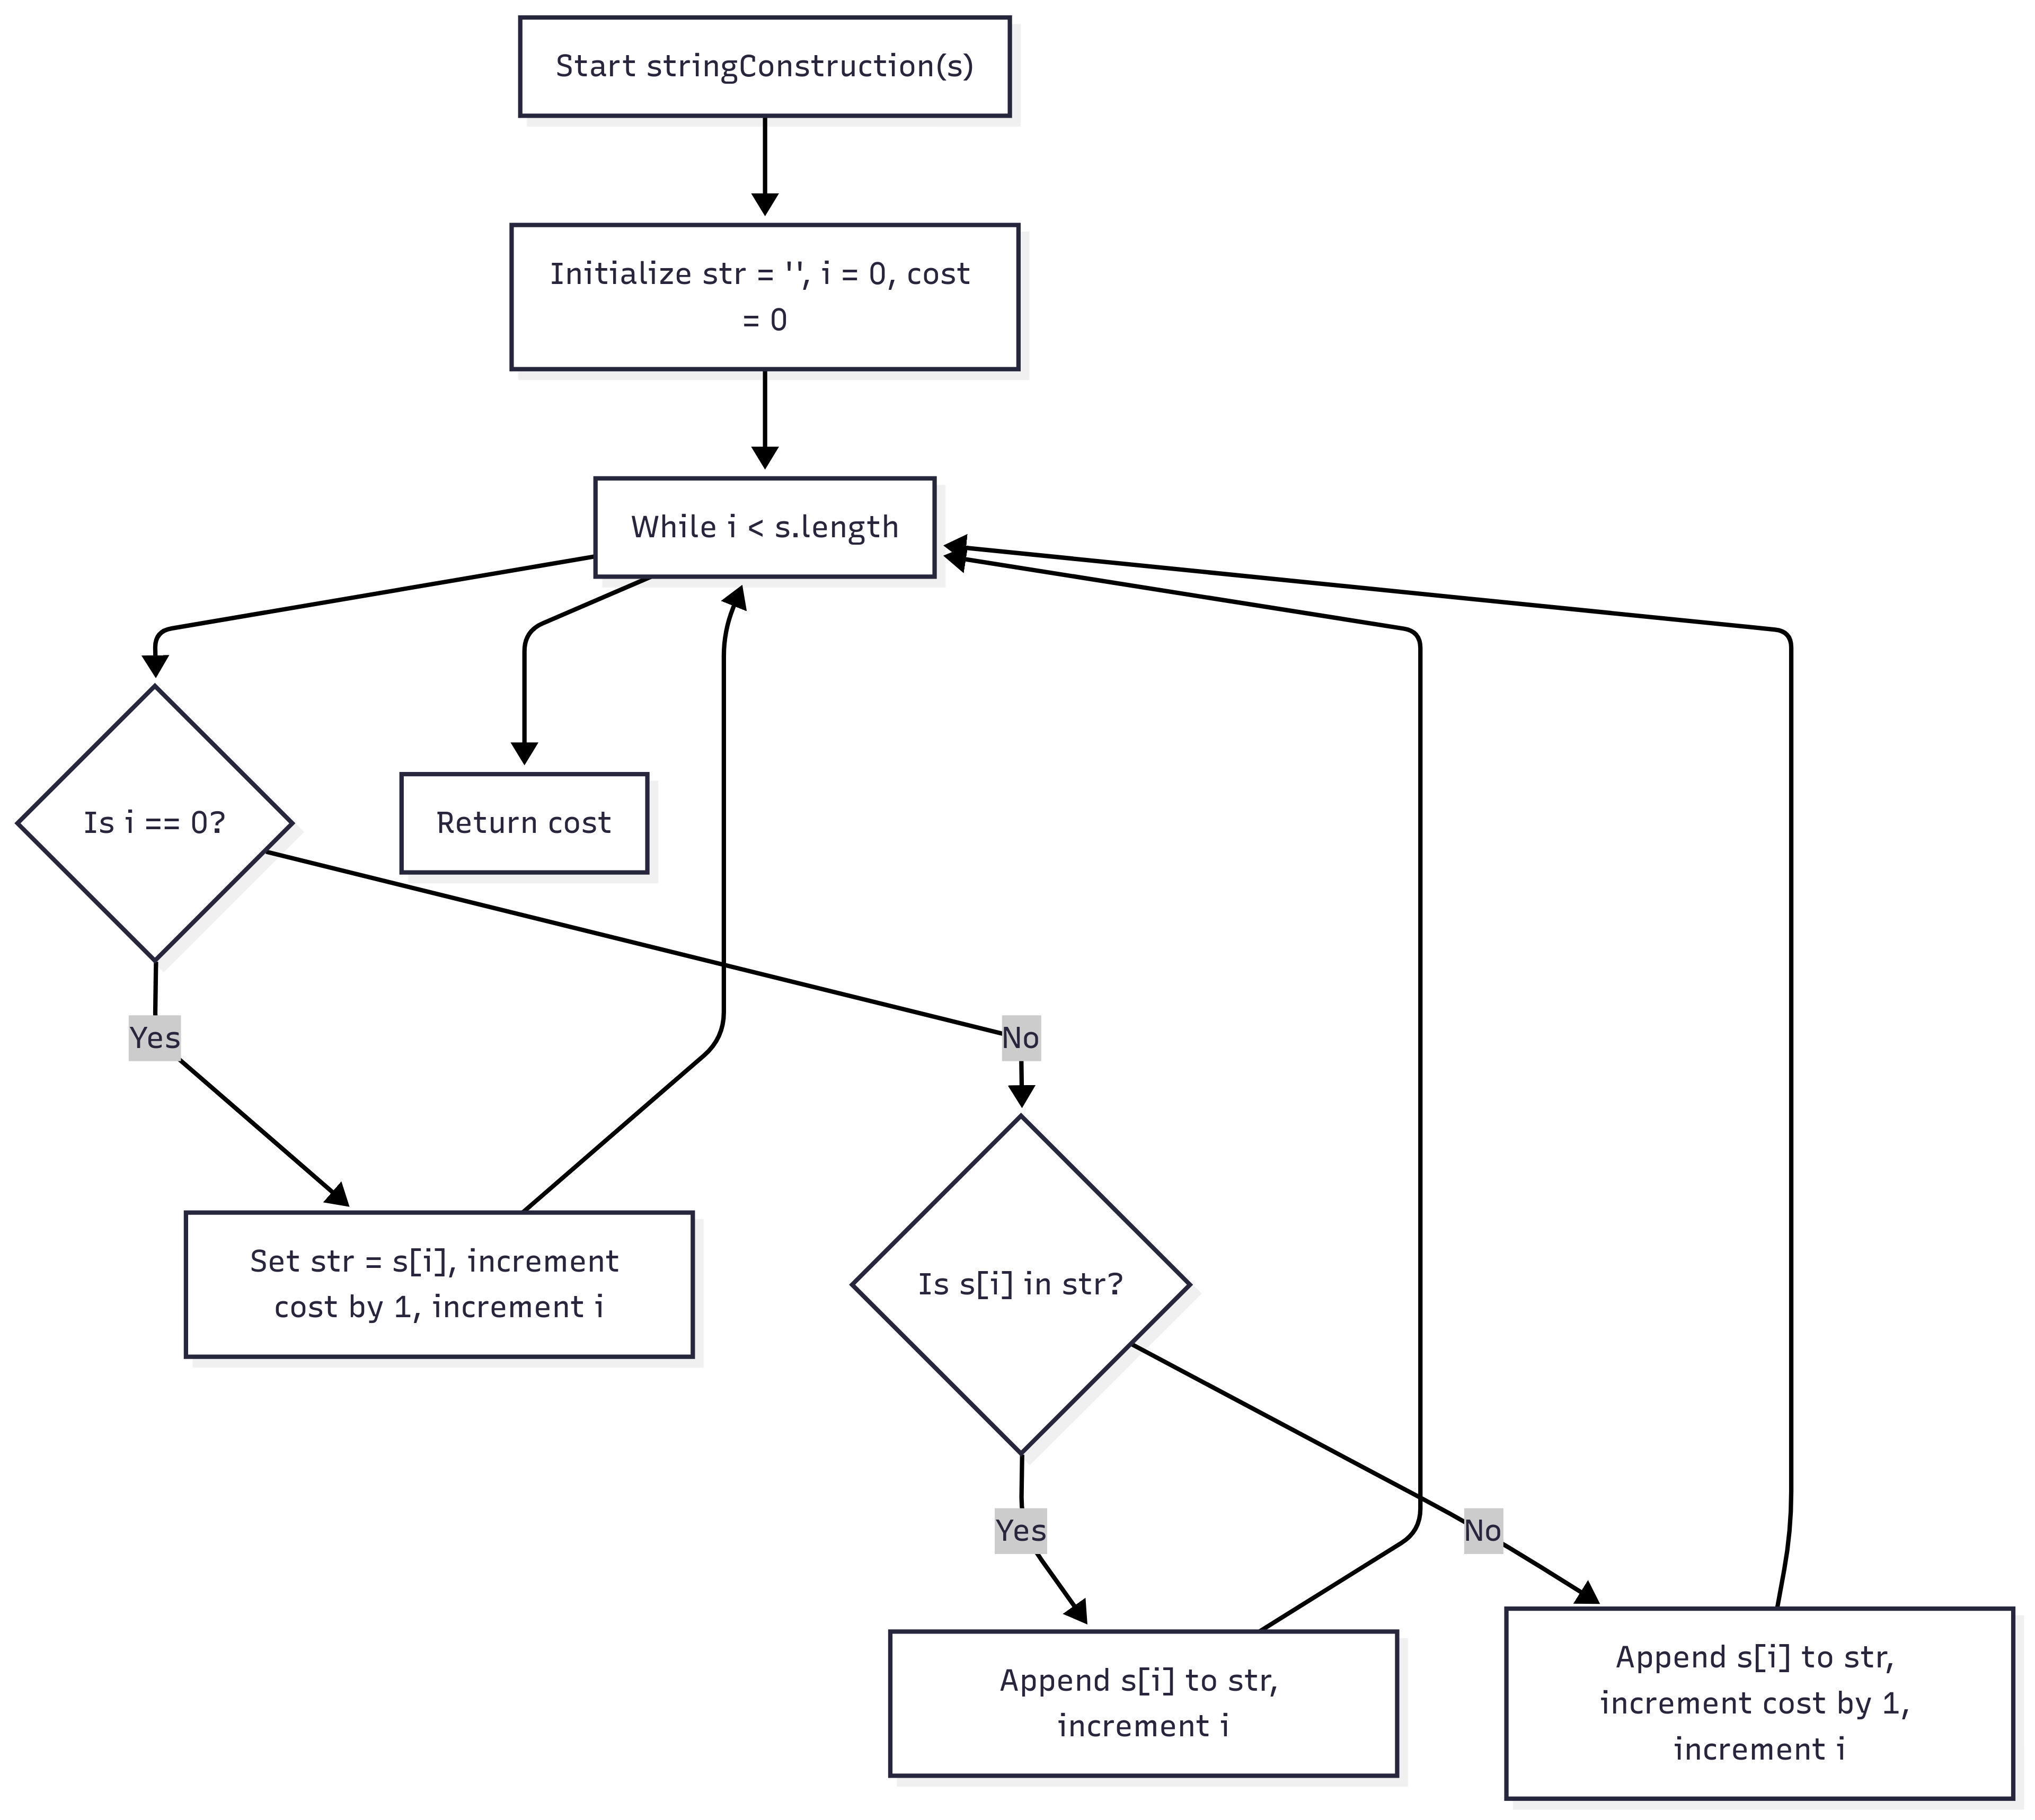 Start stringConstruction(s)
Initialize str = '', i = 0, cost
= 0
While i < s.length
Is i == 0?
Return cost
Yes
No
Set str = s[i], increment
cost by 1, increment i
Is s[i] in str?
Yes
No
Append s[i] to str,
increment i
Append s[i] to str,
increment cost by 1,
increment i